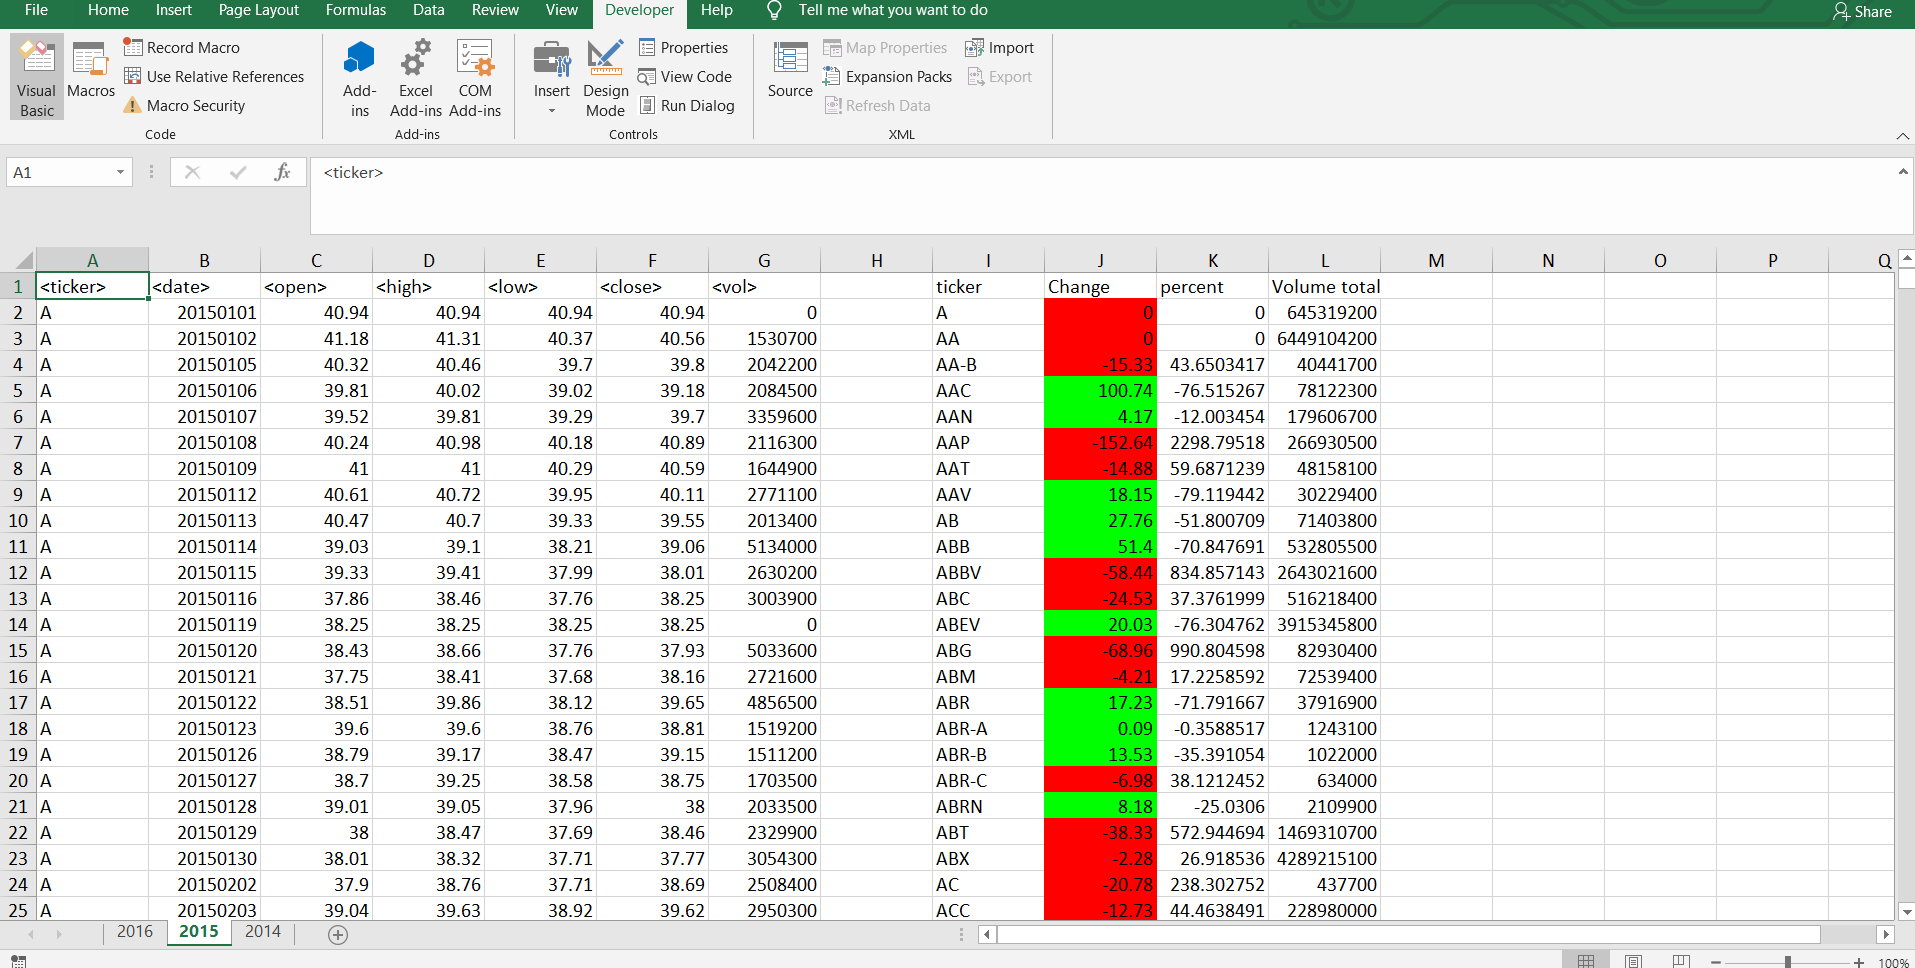 File Home Insert Page Layout Formulas Data Review View Developer Help Tell me what you want to do Share
Visual Basic
Macros
Record Macro
Use Relative References
Macro Security
Code
Add-ins
Excel Add-ins
COM Add-ins
Add-ins
Insert
Design Mode
Properties
View Code
Run Dialog
Controls
Source
Map Properties
Expansion Packs
Refresh Data
Import
Export
XML
A1 fx <ticker>
A B C D E F G H I J K L M N O P Q
1 <ticker> <date> <open> <high> <low> <close> <vol> ticker Change percent Volume total
2 A 20150101 40.94 40.94 40.94 40.94 0 A 0 0 645319200
3 A 20150102 41.18 41.31 40.37 40.56 1530700 AA 0 0 6449104200
4 A 20150105 40.32 40.46 39.7 39.8 2042200 AA-B -15.33 43.6503417 40441700
5 A 20150106 39.81 40.02 39.02 39.18 2084500 AAC 100.74 -76.515267 78122300
6 A 20150107 39.52 39.81 39.29 39.7 3359600 AAN 4.17 -12.003454 179606700
7 A 20150108 40.24 40.98 40.18 40.89 2116300 AAP -152.64 2298.79518 266930500
8 A 20150109 41 41 40.29 40.59 1644900 AAT -14.88 59.6871239 48158100
9 A 20150112 40.61 40.72 39.95 40.11 2771100 AAV 18.15 -79.119442 30229400
10 A 20150113 40.47 40.7 39.33 39.55 2013400 AB 27.76 -51.800709 71403800
11 A 20150114 39.03 39.1 38.21 39.06 5134000 ABB 51.4 -70.847691 532805500
12 A 20150115 39.33 39.41 37.99 38.01 2630200 ABBV -58.44 834.857143 2643021600
13 A 20150116 37.86 38.46 37.76 38.25 3003900 ABC -24.53 37.3761999 516218400
14 A 20150119 38.25 38.25 38.25 38.25 0 ABEV 20.03 -76.304762 3915345800
15 A 20150120 38.43 38.66 37.76 37.93 5033600 ABG -68.96 990.804598 82930400
16 A 20150121 37.75 38.41 37.68 38.16 2721600 ABM -4.21 17.2258592 72539400
17 A 20150122 38.51 39.86 38.12 39.65 4856500 ABR 17.23 -71.791667 37916900
18 A 20150123 39.6 39.6 38.76 38.81 1519200 ABR-A 0.09 -0.3588517 1243100
19 A 20150126 38.79 39.17 38.47 39.15 1511200 ABR-B 13.53 -35.391054 1022000
20 A 20150127 38.7 39.25 38.58 38.75 1703500 ABR-C -6.98 38.1212452 634000
21 A 20150128 39.01 39.05 37.96 38 2033500 ABRN 8.18 -25.0306 2109900
22 A 20150129 38 38.47 37.69 38.46 2329900 ABT -38.33 572.944694 1469310700
23 A 20150130 38.01 38.32 37.71 37.77 3054300 ABX -2.28 26.918536 4289215100
24 A 20150202 37.9 38.76 37.71 38.69 2508400 AC -20.78 238.302752 437700
25 A 20150203 39.04 39.63 38.92 39.62 2950300 ACC -12.73 44.4638491 228980000
2016 2015 2014
100%